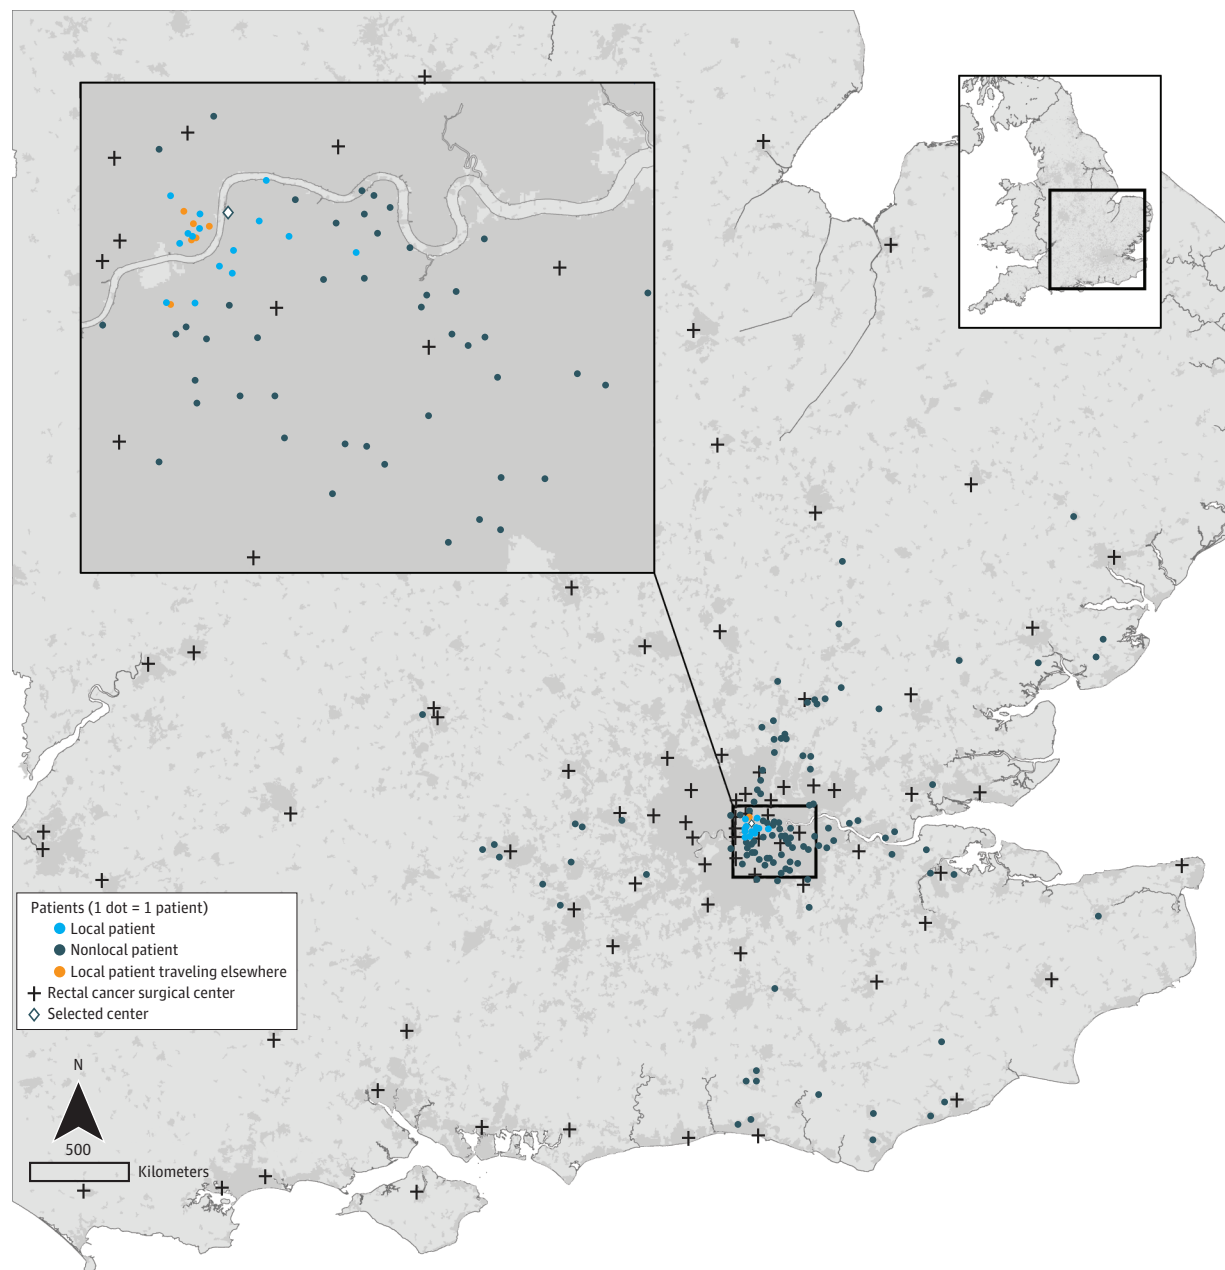 Patients (1 dot = 1 patient)
Local patient
Nonlocal patient
Local patient traveling elsewhere
Rectal cancer surgical center
Selected center
N
500
Kilometers